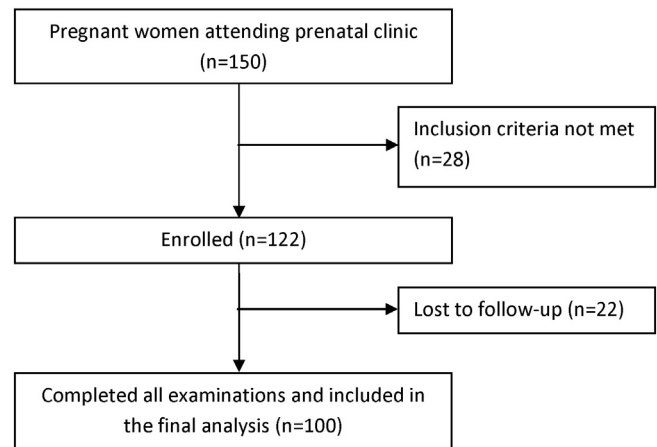 Pregnant women attending prenatal clinic
(n=150)
Inclusion criteria not met
(n=28)
Enrolled (n=122)
Lost to follow-up (n=22)
Completed all examinations and included in
the final analysis (n=100)